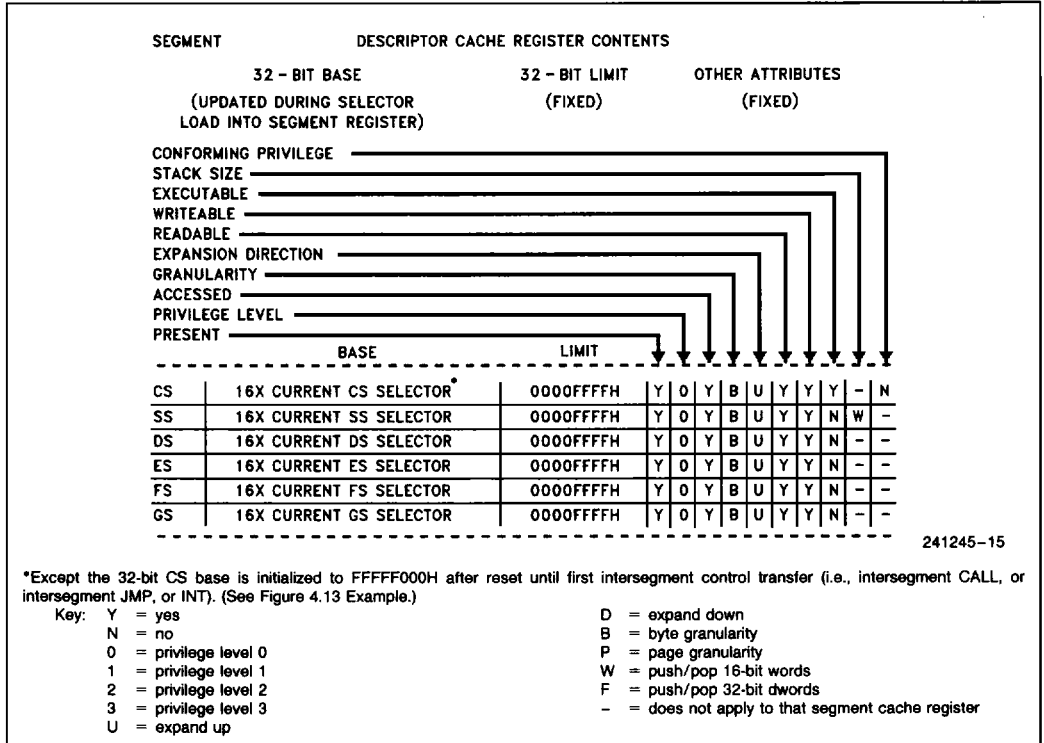 SEGMENT DESCRIPTOR CACHE REGISTER CONTENTS
32 – BIT BASE 32 – BIT LIMIT OTHER ATTRIBUTES
(UPDATED DURING SELECTOR (FIXED) (FIXED)
LOAD INTO SEGMENT REGISTER)
CONFORMING PRIVILEGE
STACK SIZE
EXECUTABLE
WRITEABLE
READABLE
EXPANSION DIRECTION
GRANULARITY
ACCESSED
PRIVILEGE LEVEL
PRESENT
BASE LIMIT
CS 16X CURRENT CS SELECTOR* 0000FFFFH Y 0 Y B U Y Y Y – N
SS 16X CURRENT SS SELECTOR 0000FFFFH Y 0 Y B U Y Y N W –
DS 16X CURRENT DS SELECTOR 0000FFFFH Y 0 Y B U Y Y N – –
ES 16X CURRENT ES SELECTOR 0000FFFFH Y 0 Y B U Y Y N – –
FS 16X CURRENT FS SELECTOR 0000FFFFH Y 0 Y B U Y Y N – –
GS 16X CURRENT GS SELECTOR 0000FFFFH Y 0 Y B U Y Y N – –
241245–15
*Except the 32-bit CS base is initialized to FFFFF000H after reset until first intersegment control transfer (i.e., intersegment CALL, or
intersegment JMP, or INT). (See Figure 4.13 Example.)
Key: Y = yes
N = no
0 = privilege level 0
1 = privilege level 1
2 = privilege level 2
3 = privilege level 3
U = expand up
D = expand down
B = byte granularity
P = page granularity
W = push/pop 16-bit words
F = push/pop 32-bit dwords
– = does not apply to that segment cache register